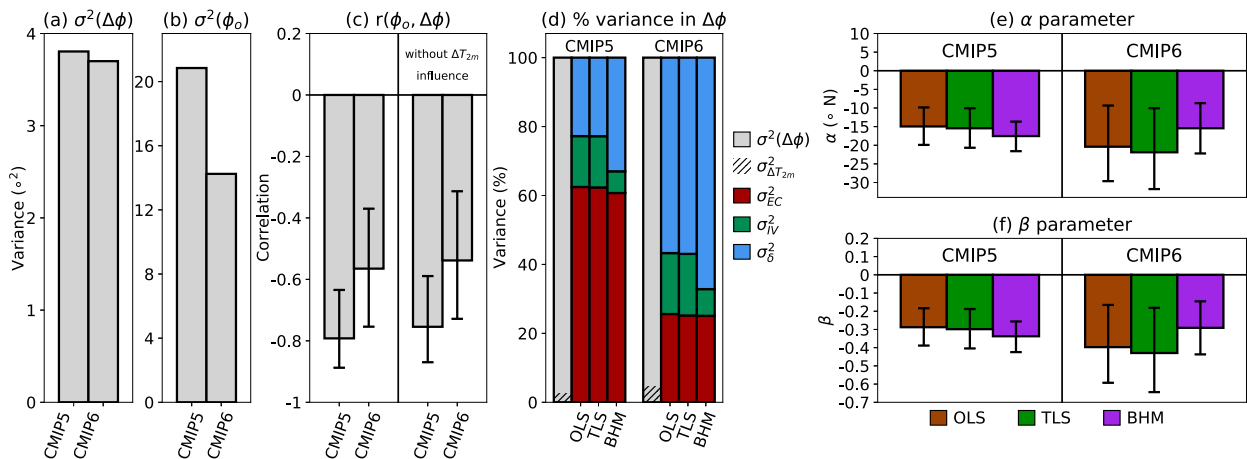 (a) σ²(Δϕ)
Variance (°²)
4
3
2
1
0
CMIP5
CMIP6
(b) σ²(ϕₒ)
20
16
12
8
4
0
CMIP5
CMIP6
(c) r(ϕₒ, Δϕ)
without ΔT₂ₘ
influence
Correlation
0.2
0
-0.2
-0.4
-0.6
-0.8
-1
CMIP5
CMIP6
CMIP5
CMIP6
(d) % variance in Δϕ
CMIP5
CMIP6
Variance (%)
100
80
60
40
20
0
OLS
TLS
BHM
OLS
TLS
BHM
σ²(Δϕ)
σ²_ΔT₂ₘ
σ²_EC
σ²_IV
σ²_δ
(e) α parameter
CMIP5
CMIP6
α (° N)
10
5
0
-5
-10
-15
-20
-25
-30
(f) β parameter
CMIP5
CMIP6
β
0.2
0.1
0
-0.1
-0.2
-0.3
-0.4
-0.5
-0.6
-0.7
OLS
TLS
BHM